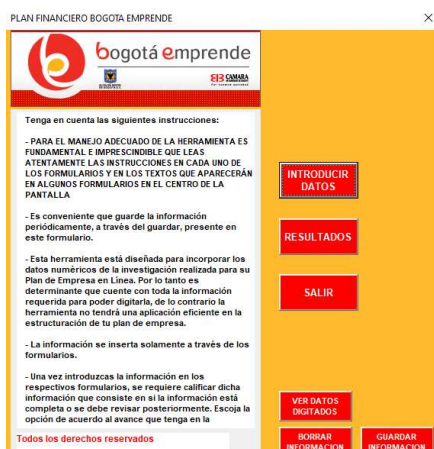 PLAN FINANCIERO BOGOTA EMPRENDE
bogotá emprende
CAMARA
Tenga en cuenta las siguientes instrucciones:
- PARA EL MANEJO ADECUADO DE LA HERRAMIENTA ES
FUNDAMENTAL E IMPRESCINDIBLE QUE LEAS
ATENTAMENTE LAS INSTRUCCIONES EN CADA UNO DE
LOS FORMULARIOS Y EN LOS TEXTOS QUE APARECERÁN
EN ALGUNOS FORMULARIOS EN EL CENTRO DE LA
PANTALLA
- Es conveniente que guarde la información
periódicamente, a través del guardar, presente en
este formulario.
- Esta herramienta está diseñada para incorporar los
datos numéricos de la investigación realizada para su
Plan de Empresa en Línea. Por lo tanto es
determinante que cuente con toda la información
requerida para poder digitarla, de lo contrario la
herramienta no tendrá una aplicación eficiente en la
estructuración de tu plan de empresa.
- La información se inserta solamente a través de los
formularios.
- Una vez introduzcas la información en los
respectivos formularios, se requiere calificar dicha
información que consiste en si la información está
completa o se debe revisar posteriormente. Escoja la
opción de acuerdo al avance que tenga en la
Todos los derechos reservados
INTRODUCIR
DATOS
RESULTADOS
SALIR
VER DATOS
DIGITADOS
BORRAR
INFORMACION
GUARDAR
INFORMACION